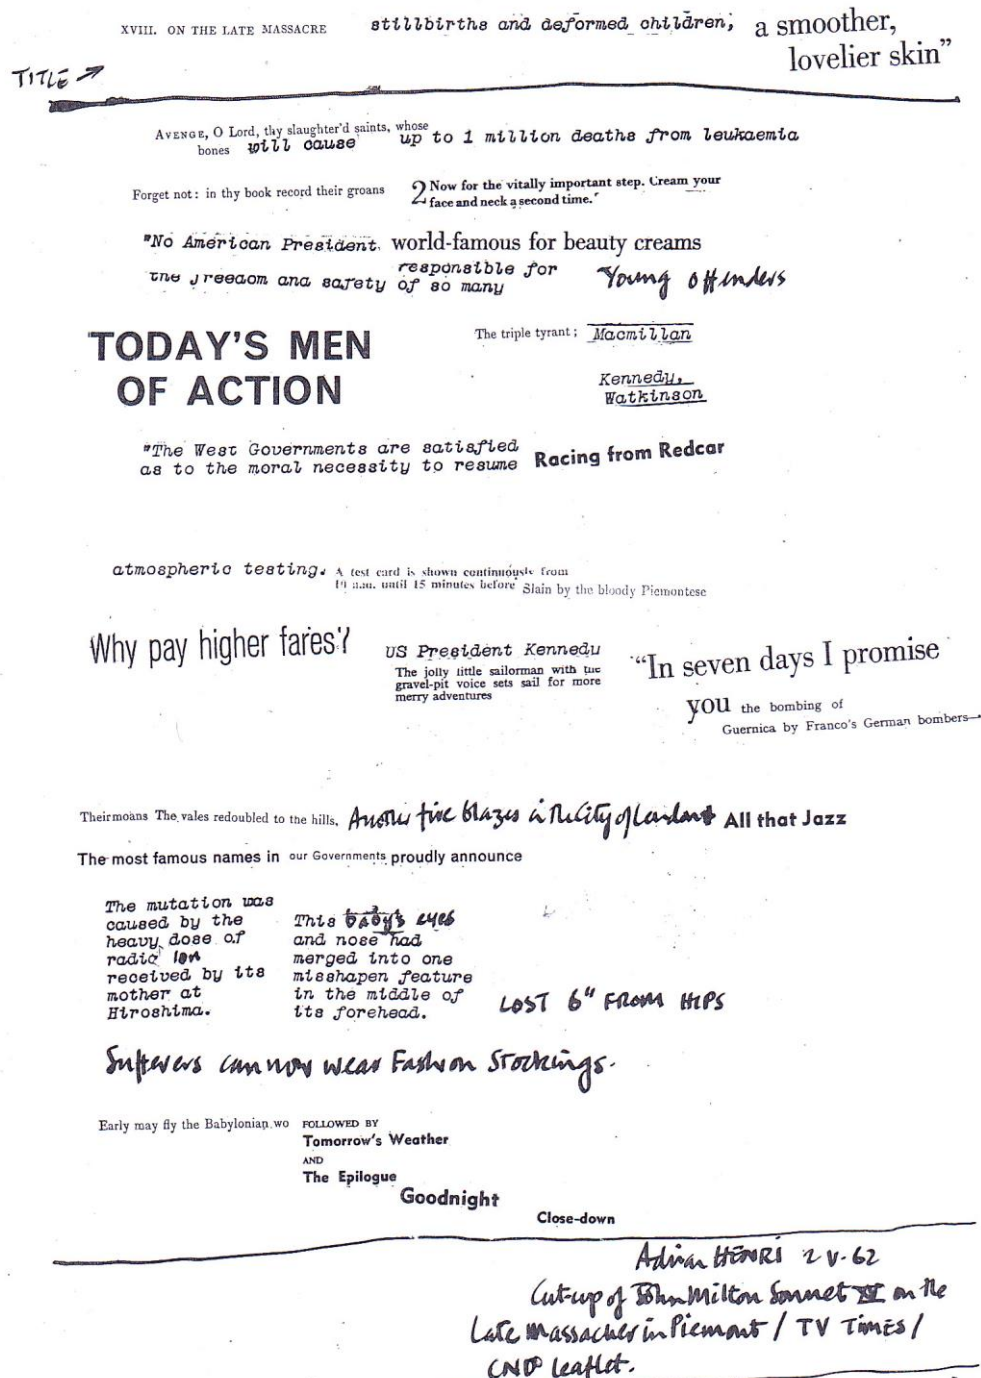 XVIII. ON THE LATE MASSACRE stillbirths and deformed children, a smoother,
lovelier skin”
TITLE →
AVENGE, O Lord, thy slaughter'd saints, whose
bones will cause up to 1 million deaths from leukaemia
Forget not: in thy book record their groans 2 Now for the vitally important step. Cream your
face and neck a second time.'
"No American President world-famous for beauty creams
the freedom and safety responsible for
of so many Young offenders
TODAY'S MEN
OF ACTION
The triple tyrant; Macmillan
Kennedy,
Watkinson
"The West Governments are satisfied
as to the moral necessity to resume Racing from Redcar
atmospheric testing. A test card is shown continuously from
10 a.m. until 15 minutes before Slain by the bloody Piemontese
Why pay higher fares?
US President Kennedy
The jolly little sailorman with the
gravel-pit voice sets sail for more
merry adventures
“In seven days I promise
you the bombing of
Guernica by Franco's German bombers—
Their moans The vales redoubled to the hills, Another fire blazes in the City of London All that Jazz
The most famous names in our Governments proudly announce
The mutation was
caused by the
heavy dose of
radiation
received by its
mother at
Hiroshima.
This baby's eyes
and nose had
merged into one
misshapen feature
in the middle of
its forehead.
LOST 6" FROM HIPS
Sufferers can now wear Fashion Stockings.
Early may fly the Babylonian wo FOLLOWED BY
Tomorrow's Weather
AND
The Epilogue
Goodnight
Close-down
Adrian HENRI 2 V. 62
Cut-up of John Milton Sonnet XV on the
Late Massacher in Piemont / TV Times /
CND leaflet.